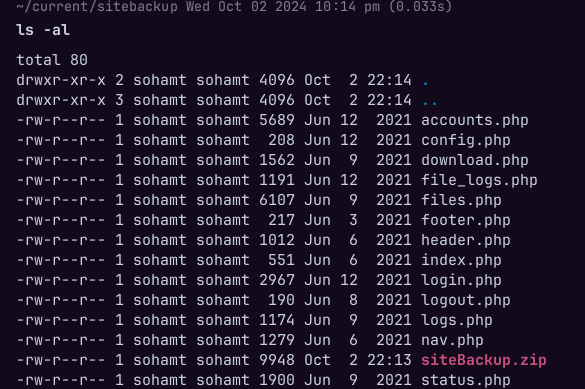 ~/current/sitebackup Wed Oct 02 2024 10:14 pm (0.033s)
ls -al
total 80
drwxr-xr-x 2 sohamt sohamt 4096 Oct  2 22:14 .
drwxr-xr-x 3 sohamt sohamt 4096 Oct  2 22:14 ..
-rw-r--r-- 1 sohamt sohamt 5689 Jun 12  2021 accounts.php
-rw-r--r-- 1 sohamt sohamt  208 Jun 12  2021 config.php
-rw-r--r-- 1 sohamt sohamt 1562 Jun  9  2021 download.php
-rw-r--r-- 1 sohamt sohamt 1191 Jun 12  2021 file_logs.php
-rw-r--r-- 1 sohamt sohamt 6107 Jun  9  2021 files.php
-rw-r--r-- 1 sohamt sohamt  217 Jun  3  2021 footer.php
-rw-r--r-- 1 sohamt sohamt 1012 Jun  6  2021 header.php
-rw-r--r-- 1 sohamt sohamt  551 Jun  6  2021 index.php
-rw-r--r-- 1 sohamt sohamt 2967 Jun 12  2021 login.php
-rw-r--r-- 1 sohamt sohamt  190 Jun  8  2021 logout.php
-rw-r--r-- 1 sohamt sohamt 1174 Jun  9  2021 logs.php
-rw-r--r-- 1 sohamt sohamt 1279 Jun  6  2021 nav.php
-rw-r--r-- 1 sohamt sohamt 9948 Oct  2 22:13 siteBackup.zip
-rw-r--r-- 1 sohamt sohamt 1900 Jun  9  2021 status.php